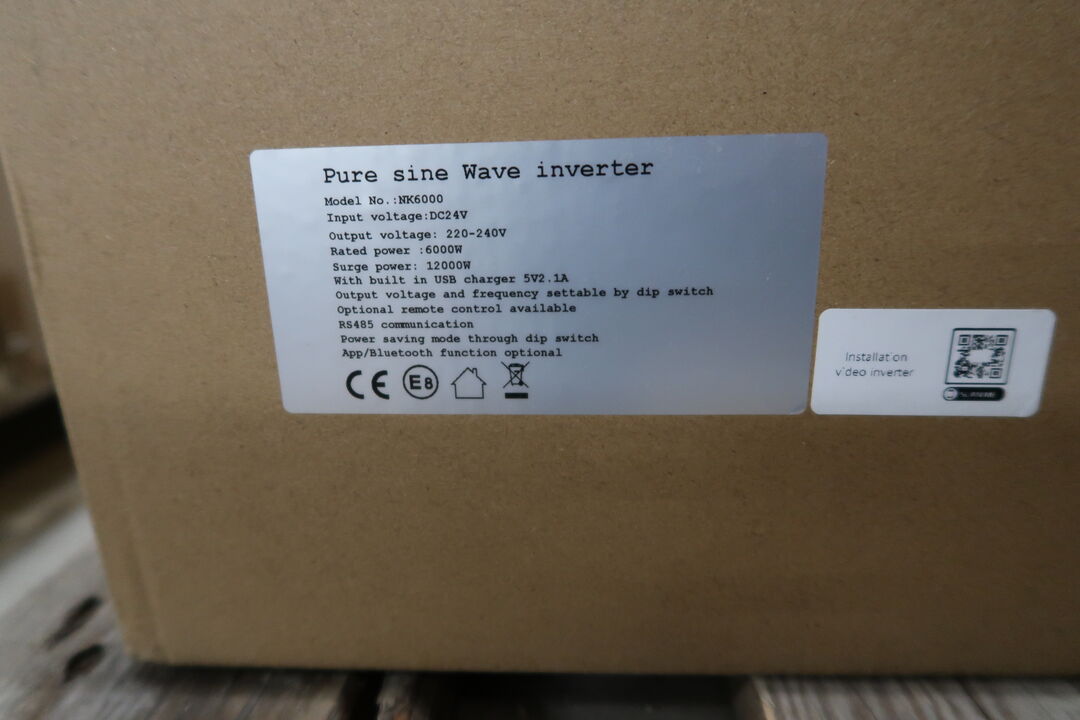 Pure sine Wave inverter
Model No.:NK6000
Input voltage:DC24V
Output voltage: 220-240V
Rated power :6000W
Surge power: 12000W
With built in USB charger 5V2.1A
Output voltage and frequency settable by dip switch
Optional remote control available
RS485 communication
Power saving mode through dip switch
App/Bluetooth function optional
CE E8
Installation
video inverter